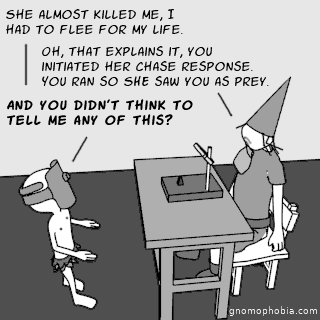 SHE ALMOST KILLED ME, I
HAD TO FLEE FOR MY LIFE.
OH, THAT EXPLAINS IT, YOU
INITIATED HER CHASE RESPONSE.
YOU RAN SO SHE SAW YOU AS PREY.
AND YOU DIDN'T THINK TO
TELL ME ANY OF THIS?
gnomophobia.com